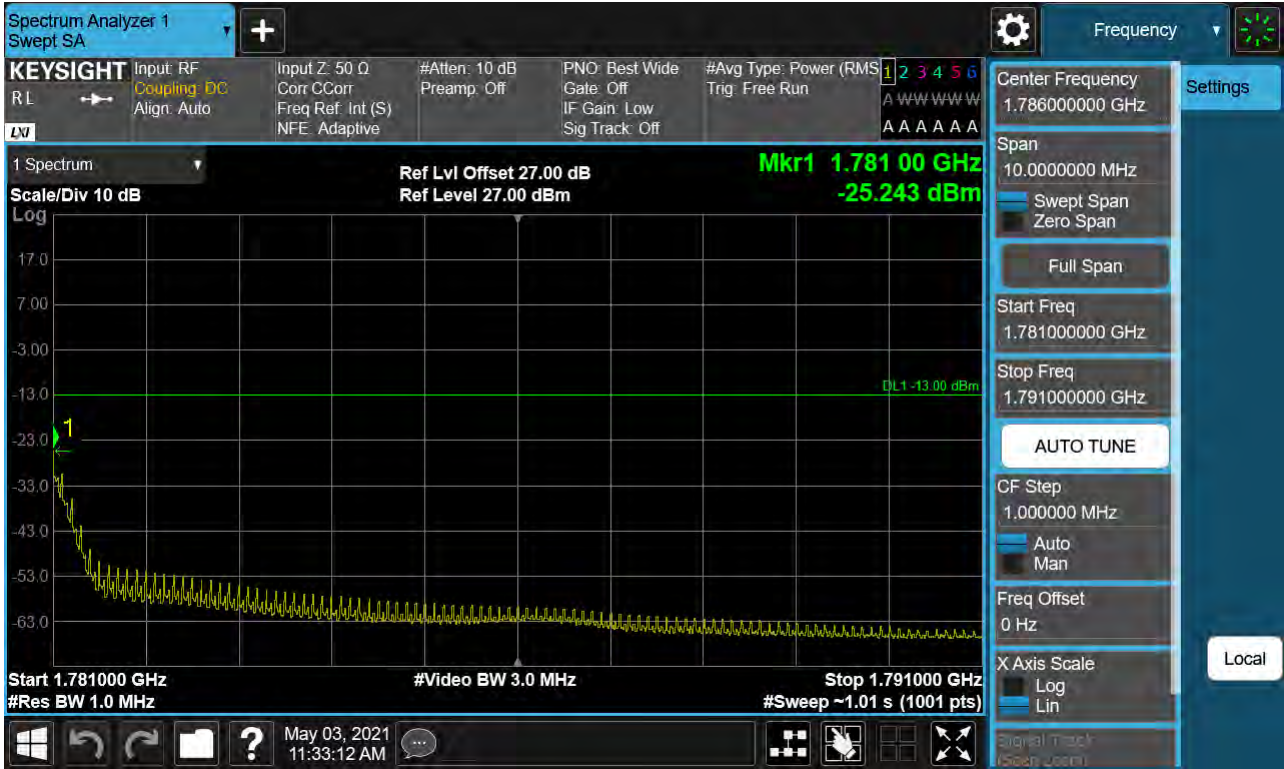 Spectrum Analyzer 1
Swept SA
Frequency
KEYSIGHT
R L
LXI
Input: RF
Coupling: DC
Align: Auto
Input Z: 50 Ω
Corr CCorr
Freq Ref: Int (S)
NFE: Adaptive
#Atten: 10 dB
Preamp: Off
PNO: Best Wide
Gate: Off
IF Gain: Low
Sig Track: Off
#Avg Type: Power (RMS
Trig: Free Run
1 2 3 4 5 6
A W W W W W
A A A A A A
1 Spectrum
Scale/Div 10 dB
Log
Ref Lvl Offset 27.00 dB
Ref Level 27.00 dBm
Mkr1 1.781 00 GHz
-25.243 dBm
17.0
7.00
-3.00
-13.0
-23.0
-33.0
-43.0
-53.0
-63.0
DL1 -13.00 dBm
1
Start 1.781000 GHz
#Res BW 1.0 MHz
#Video BW 3.0 MHz
Stop 1.791000 GHz
#Sweep ~1.01 s (1001 pts)
Center Frequency
1.786000000 GHz
Span
10.0000000 MHz
Swept Span
Zero Span
Full Span
Start Freq
1.781000000 GHz
Stop Freq
1.791000000 GHz
AUTO TUNE
CF Step
1.000000 MHz
Auto
Man
Freq Offset
0 Hz
X Axis Scale
Log
Lin
Signal Track
(Span Zoom)
Settings
Local
?
May 03, 2021
11:33:12 AM